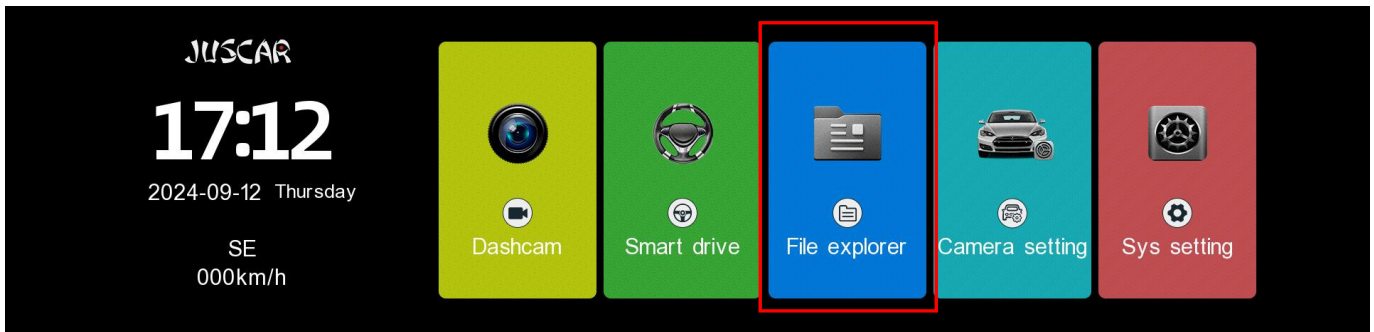 JUSCAR
17:12
2024-09-12 Thursday
SE
000km/h
Dashcam
Smart drive
File explorer
Camera setting
Sys setting